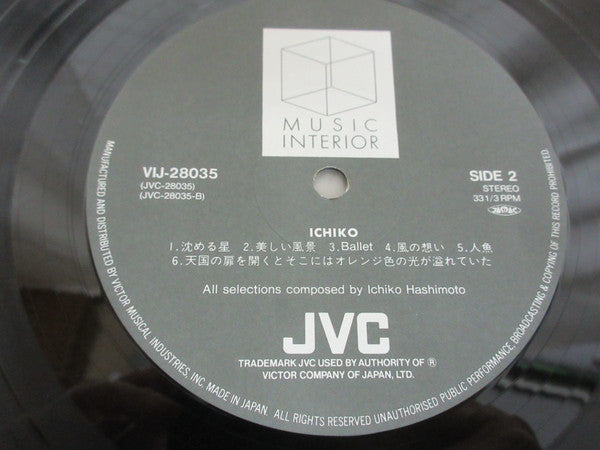 MUSIC
INTERIOR
VIJ-28035
(JVC-28035)
(JVC-28035-B)
SIDE 2
STEREO
33 1/3 RPM
JASRAC
ICHIKO
1.沈める星 2.美しい風景 3.Ballet 4.風の想い 5.人魚
6.天国の扉を開くとそこにはオレンジ色の光が溢れていた
All selections composed by Ichiko Hashimoto
JVC
TRADEMARK JVC USED BY AUTHORITY OF ®
VICTOR COMPANY OF JAPAN, LTD.
MANUFACTURED AND DISTRIBUTED BY VICTOR MUSICAL INDUSTRIES, INC. MADE IN JAPAN. ALL RIGHTS RESERVED UNAUTHORISED PUBLIC PERFORMANCE, BROADCASTING & COPYING OF THIS RECORD PROHIBITED.